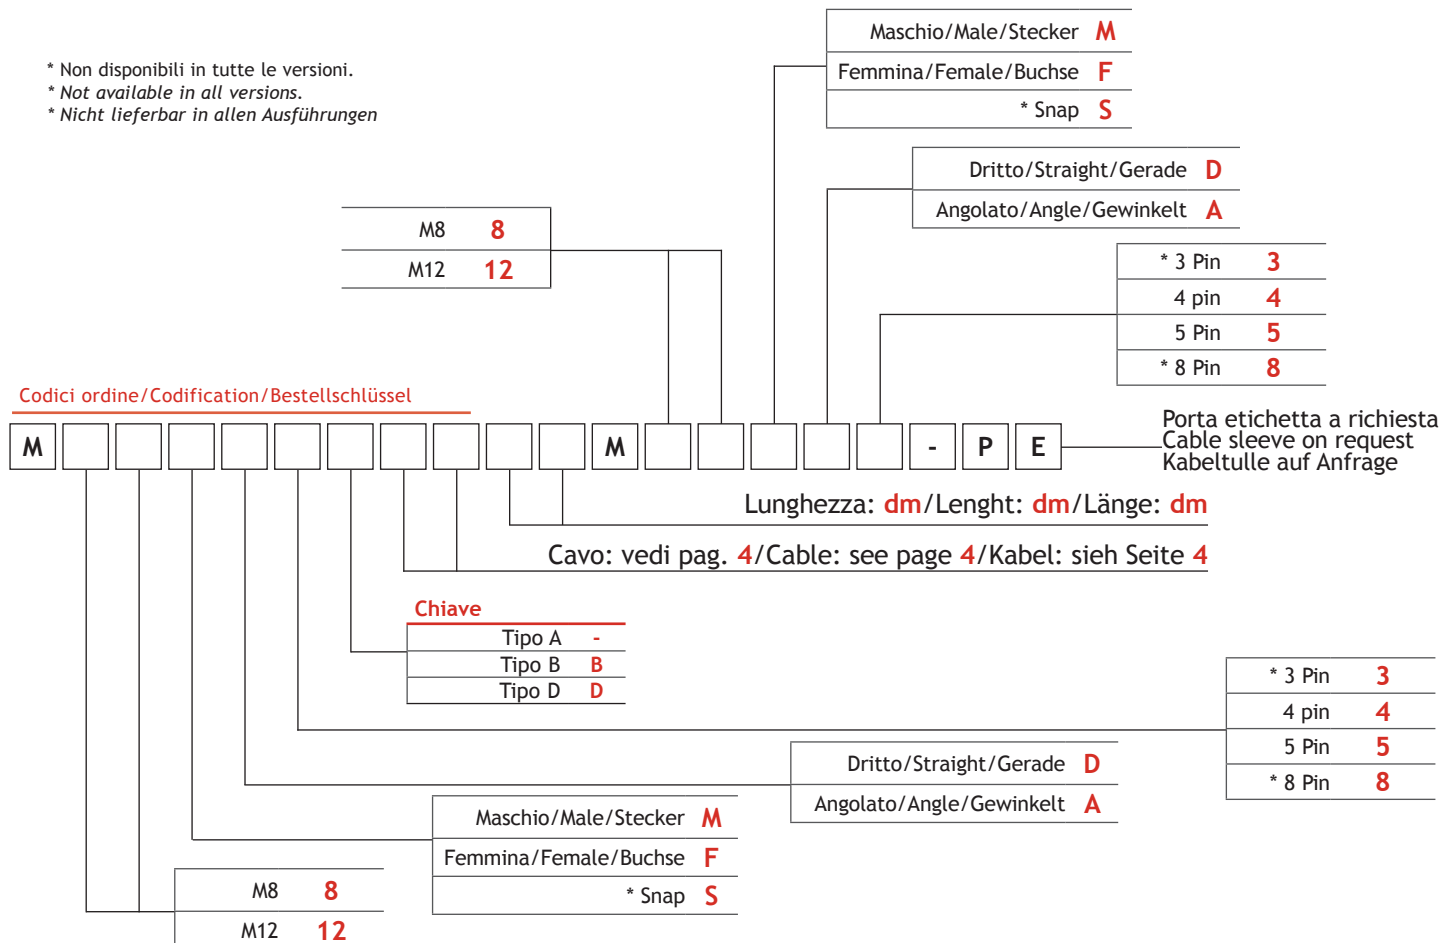 * Non disponibili in tutte le versioni.
* Not available in all versions.
* Nicht lieferbar in allen Ausführungen
Maschio/Male/Stecker M
Femmina/Female/Buchse F
* Snap S
Dritto/Straight/Gerade D
Angolato/Angle/Gewinkelt A
M8 8
M12 12
* 3 Pin 3
4 pin 4
5 Pin 5
* 8 Pin 8
Codici ordine/Codification/Bestellschlüssel
M M - P E
Porta etichetta a richiesta
Cable sleeve on request
Kabeltulle auf Anfrage
Lunghezza: dm/Lenght: dm/Länge: dm
Cavo: vedi pag. 4/Cable: see page 4/Kabel: sieh Seite 4
Chiave
Tipo A -
Tipo B B
Tipo D D
* 3 Pin 3
4 pin 4
5 Pin 5
* 8 Pin 8
Dritto/Straight/Gerade D
Angolato/Angle/Gewinkelt A
Maschio/Male/Stecker M
Femmina/Female/Buchse F
* Snap S
M8 8
M12 12